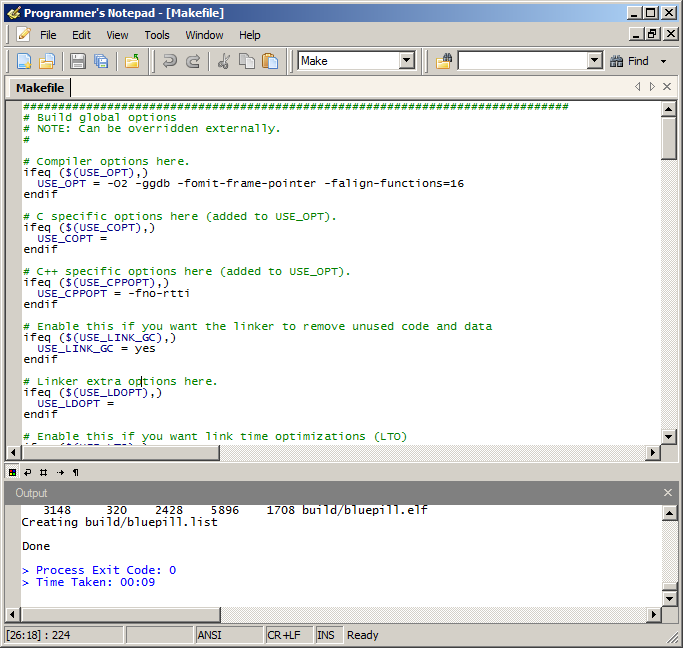 Programmer's Notepad - [Makefile]
File Edit View Tools Window Help
Make Find
Makefile
##############################################################################
# Build global options
# NOTE: Can be overridden externally.
#
# Compiler options here.
ifeq ($(USE_OPT),)
USE_OPT = -O2 -ggdb -fomit-frame-pointer -falign-functions=16
endif
# C specific options here (added to USE_OPT).
ifeq ($(USE_COPT),)
USE_COPT =
endif
# C++ specific options here (added to USE_OPT).
ifeq ($(USE_CPPOPT),)
USE_CPPOPT = -fno-rtti
endif
# Enable this if you want the linker to remove unused code and data
ifeq ($(USE_LINK_GC),)
USE_LINK_GC = yes
endif
# Linker extra options here.
ifeq ($(USE_LDOPT),)
USE_LDOPT =
endif
# Enable this if you want link time optimizations (LTO)
Output
3148 320 2428 5896 1708 build/bluepill.elf
Creating build/bluepill.list
Done
> Process Exit Code: 0
> Time Taken: 00:09
[26:18] : 224 ANSI CR+LF INS Ready